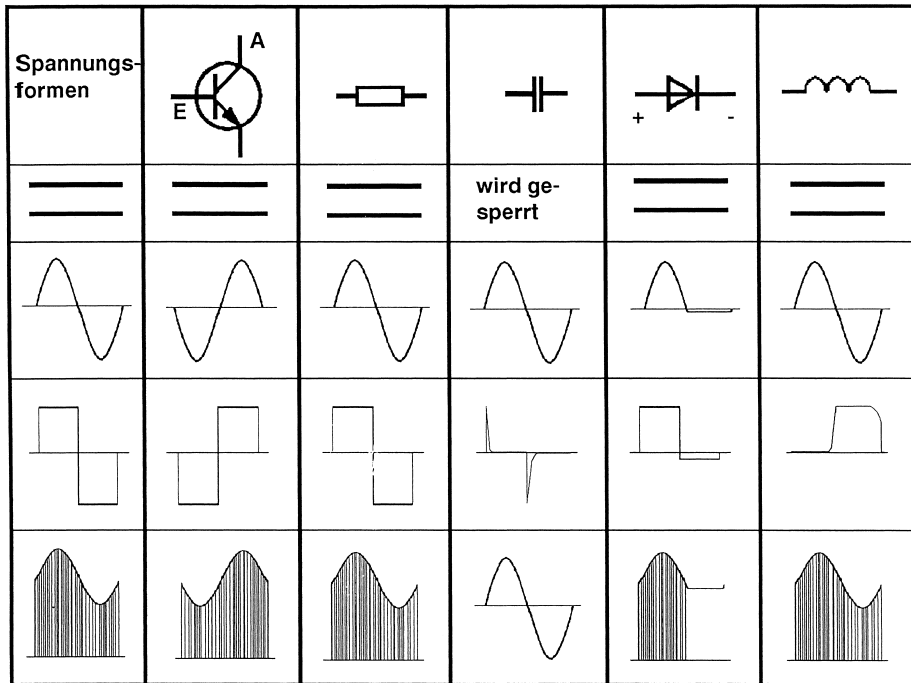 Spannungs-
formen
A
E
+ -
wird ge-
sperrt